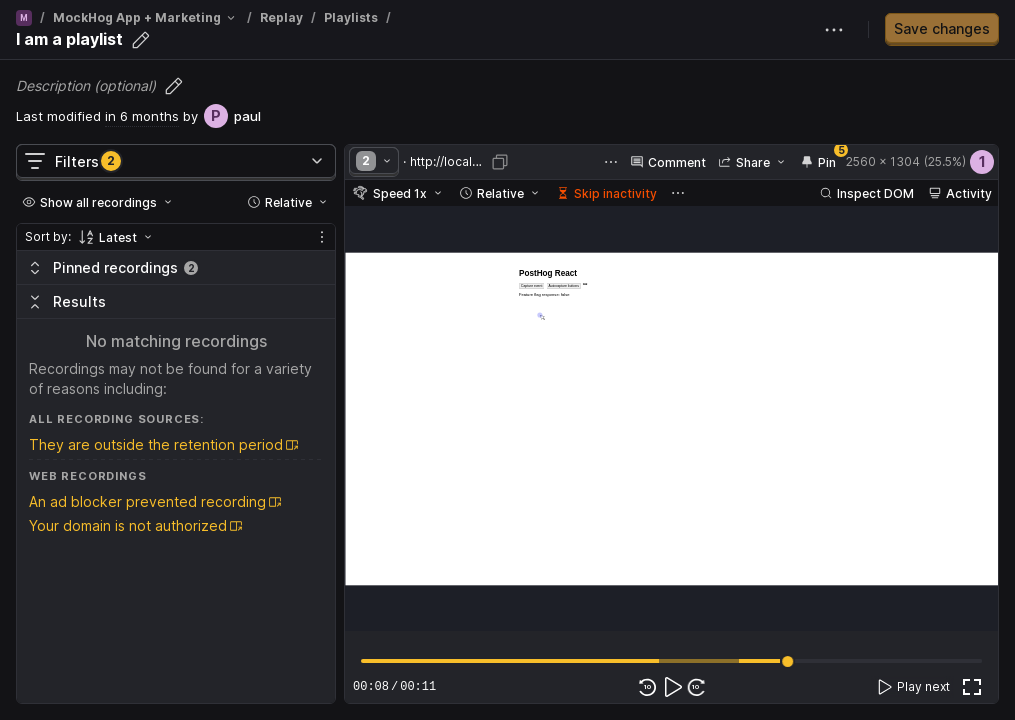 M / MockHog App + Marketing / Replay / Playlists /
I am a playlist
Save changes
Description (optional)
Last modified in 6 months by P paul
Filters 2
Show all recordings
Relative
Sort by: Latest
Pinned recordings 2
Results
No matching recordings
Recordings may not be found for a variety
of reasons including:
ALL RECORDING SOURCES:
They are outside the retention period
WEB RECORDINGS
An ad blocker prevented recording
Your domain is not authorized
2 · http://local... Comment Share Pin 5 2560 × 1304 (25.5%) 1
Speed 1x Relative Skip inactivity Inspect DOM Activity
PostHog React
Capture event Autocapture buttons
Feature flag response: false
00:08 / 00:11
10 10
Play next